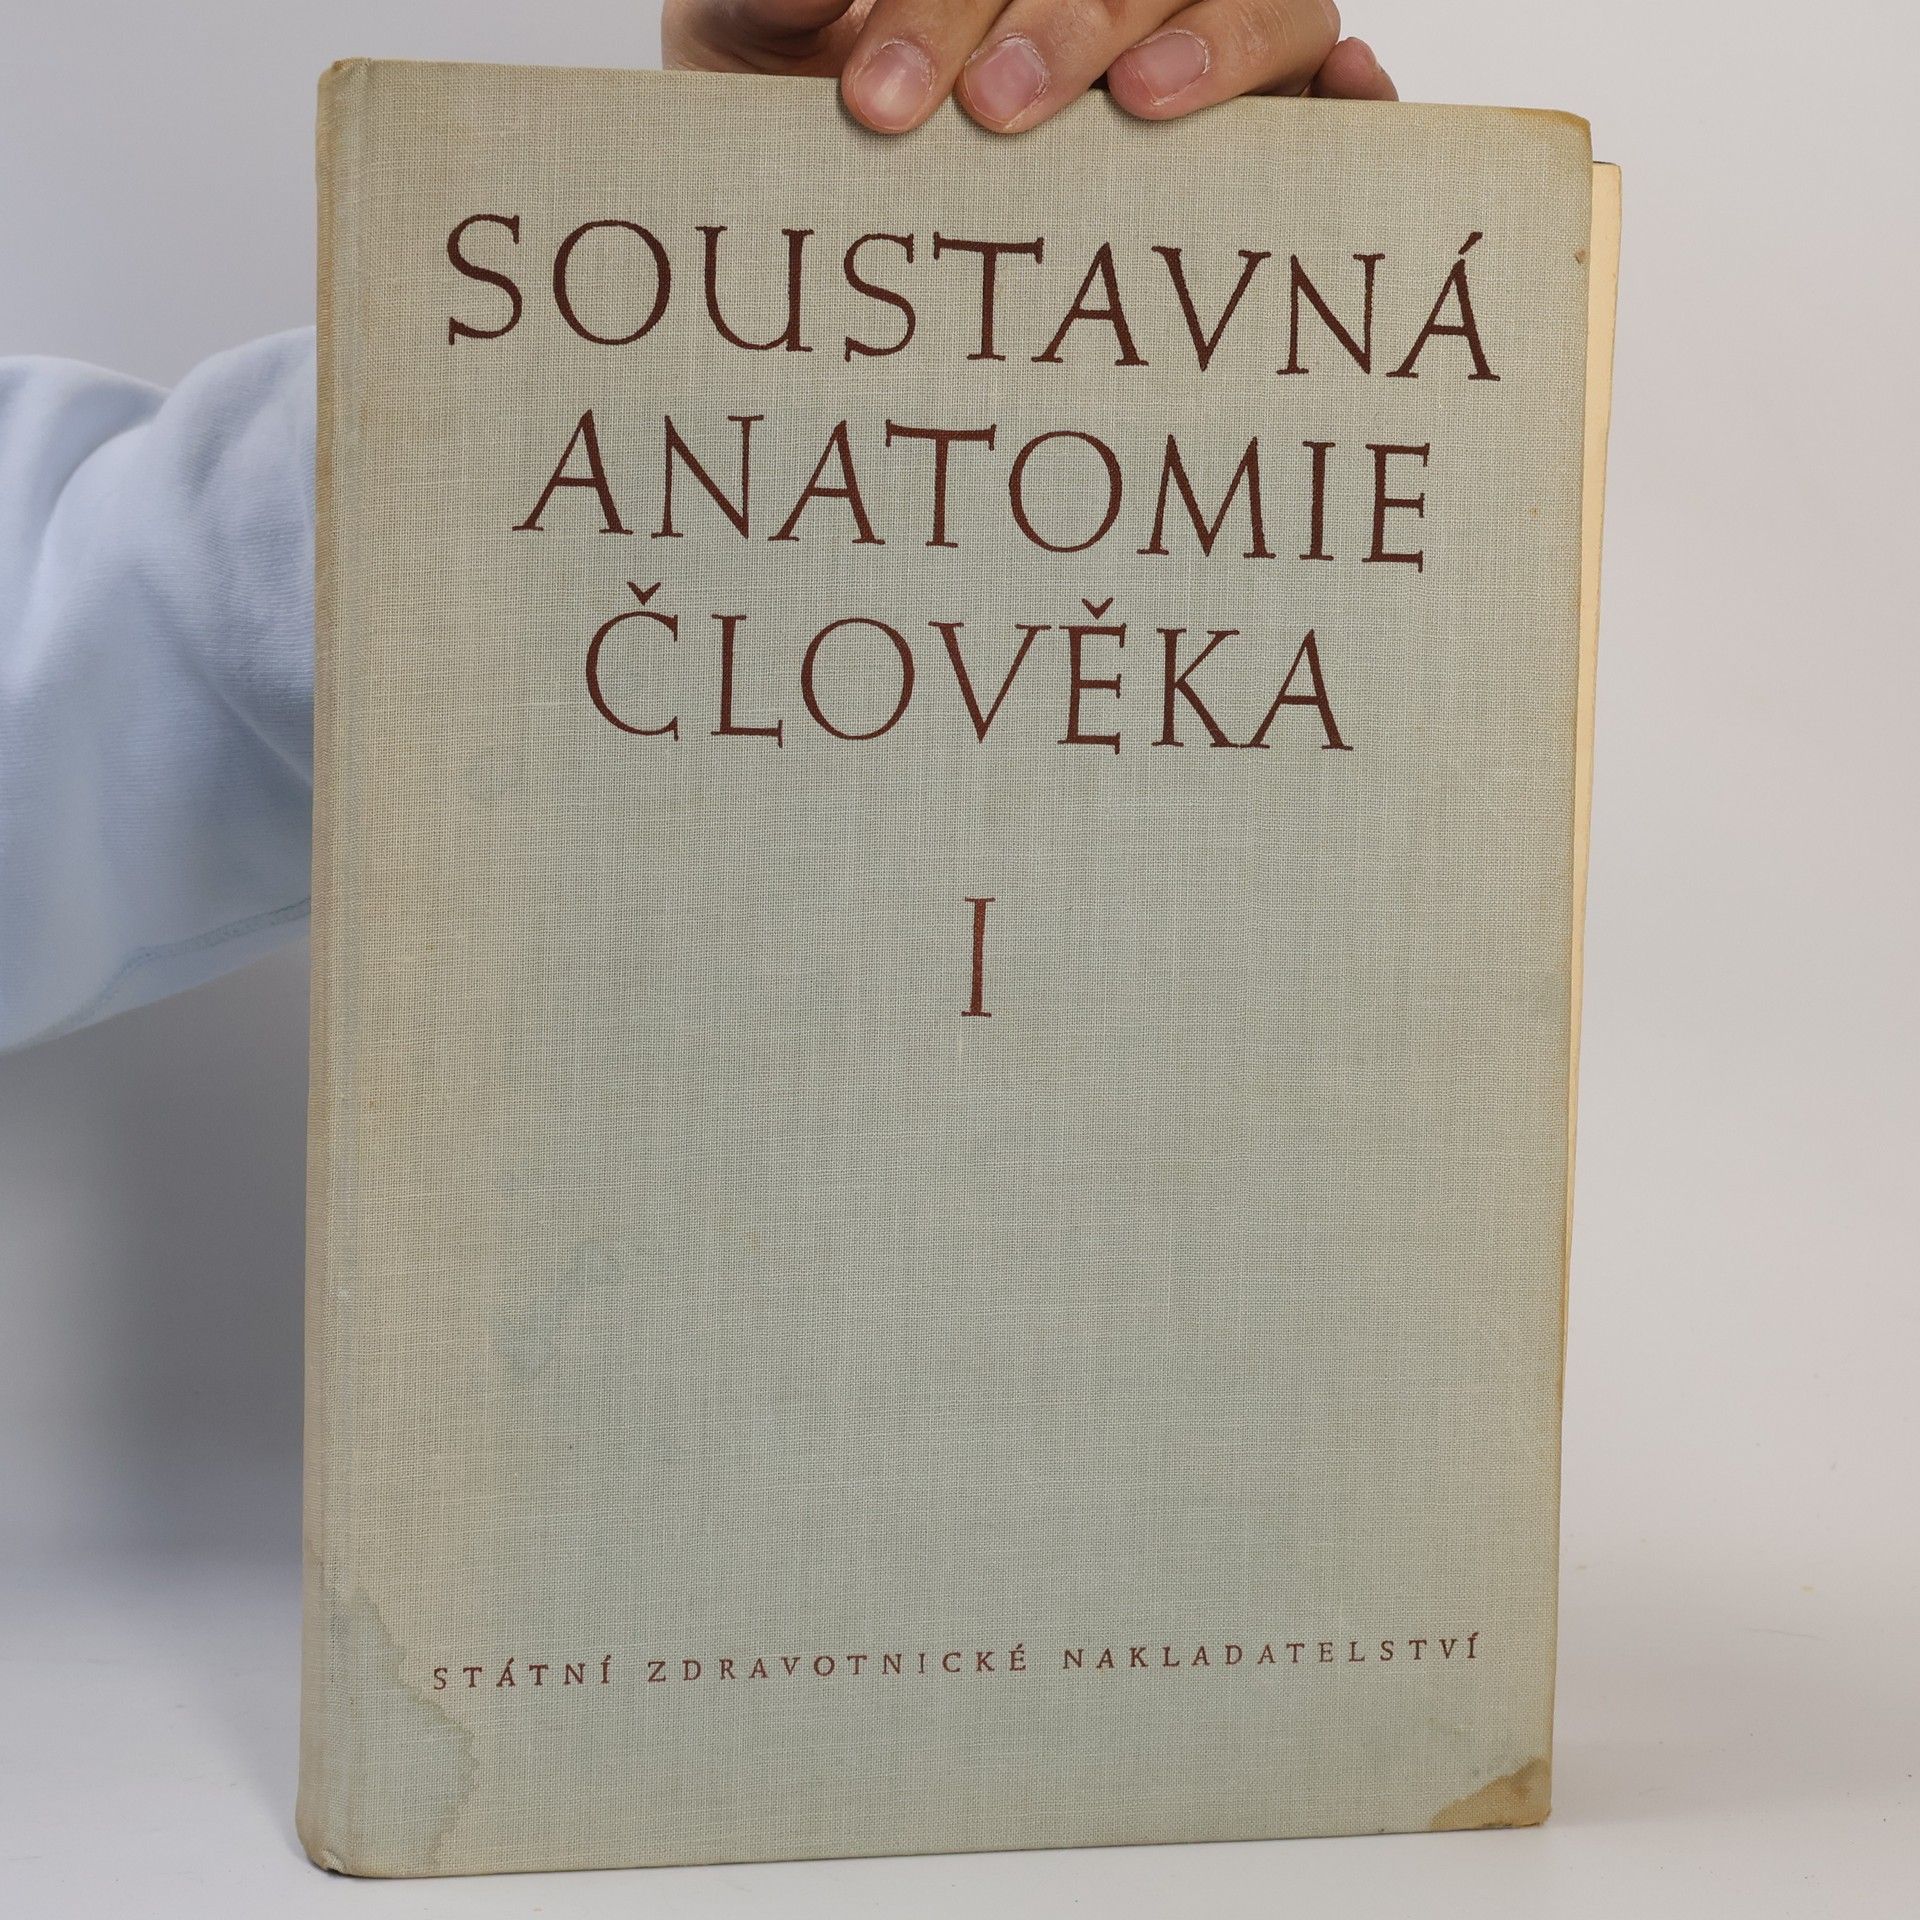 SOUSTAVNÁ
ANATOMIE
ČLOVĚKA
I
STÁTNÍ ZDRAVOTNICKÉ NAKLADATELSTVÍ